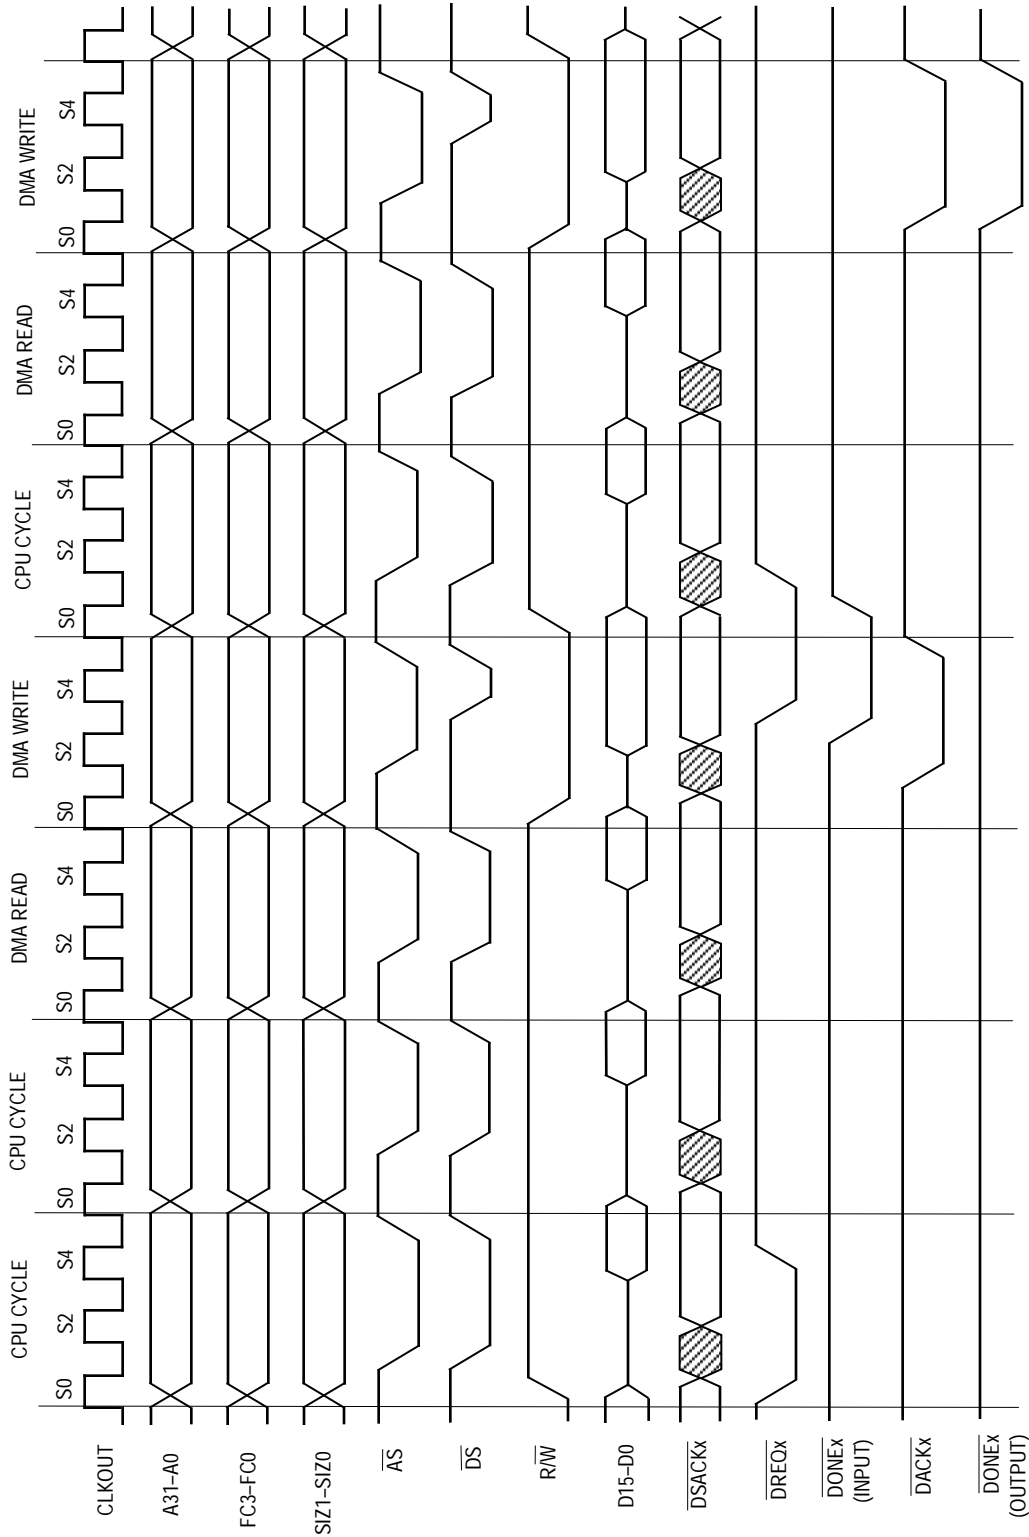 CPU CYCLE CPU CYCLE DMA READ DMA WRITE CPU CYCLE DMA READ DMA WRITE
S0 S2 S4 S0 S2 S4 S0 S2 S4 S0 S2 S4 S0 S2 S4 S0 S2 S4 S0 S2 S4
CLKOUT
A31–A0
FC3–FC0
SIZ1–SIZ0
AS
DS
R/W
D15–D0
DSACKx
DREQx
DONEx
(INPUT)
DACKx
DONEx
(OUTPUT)